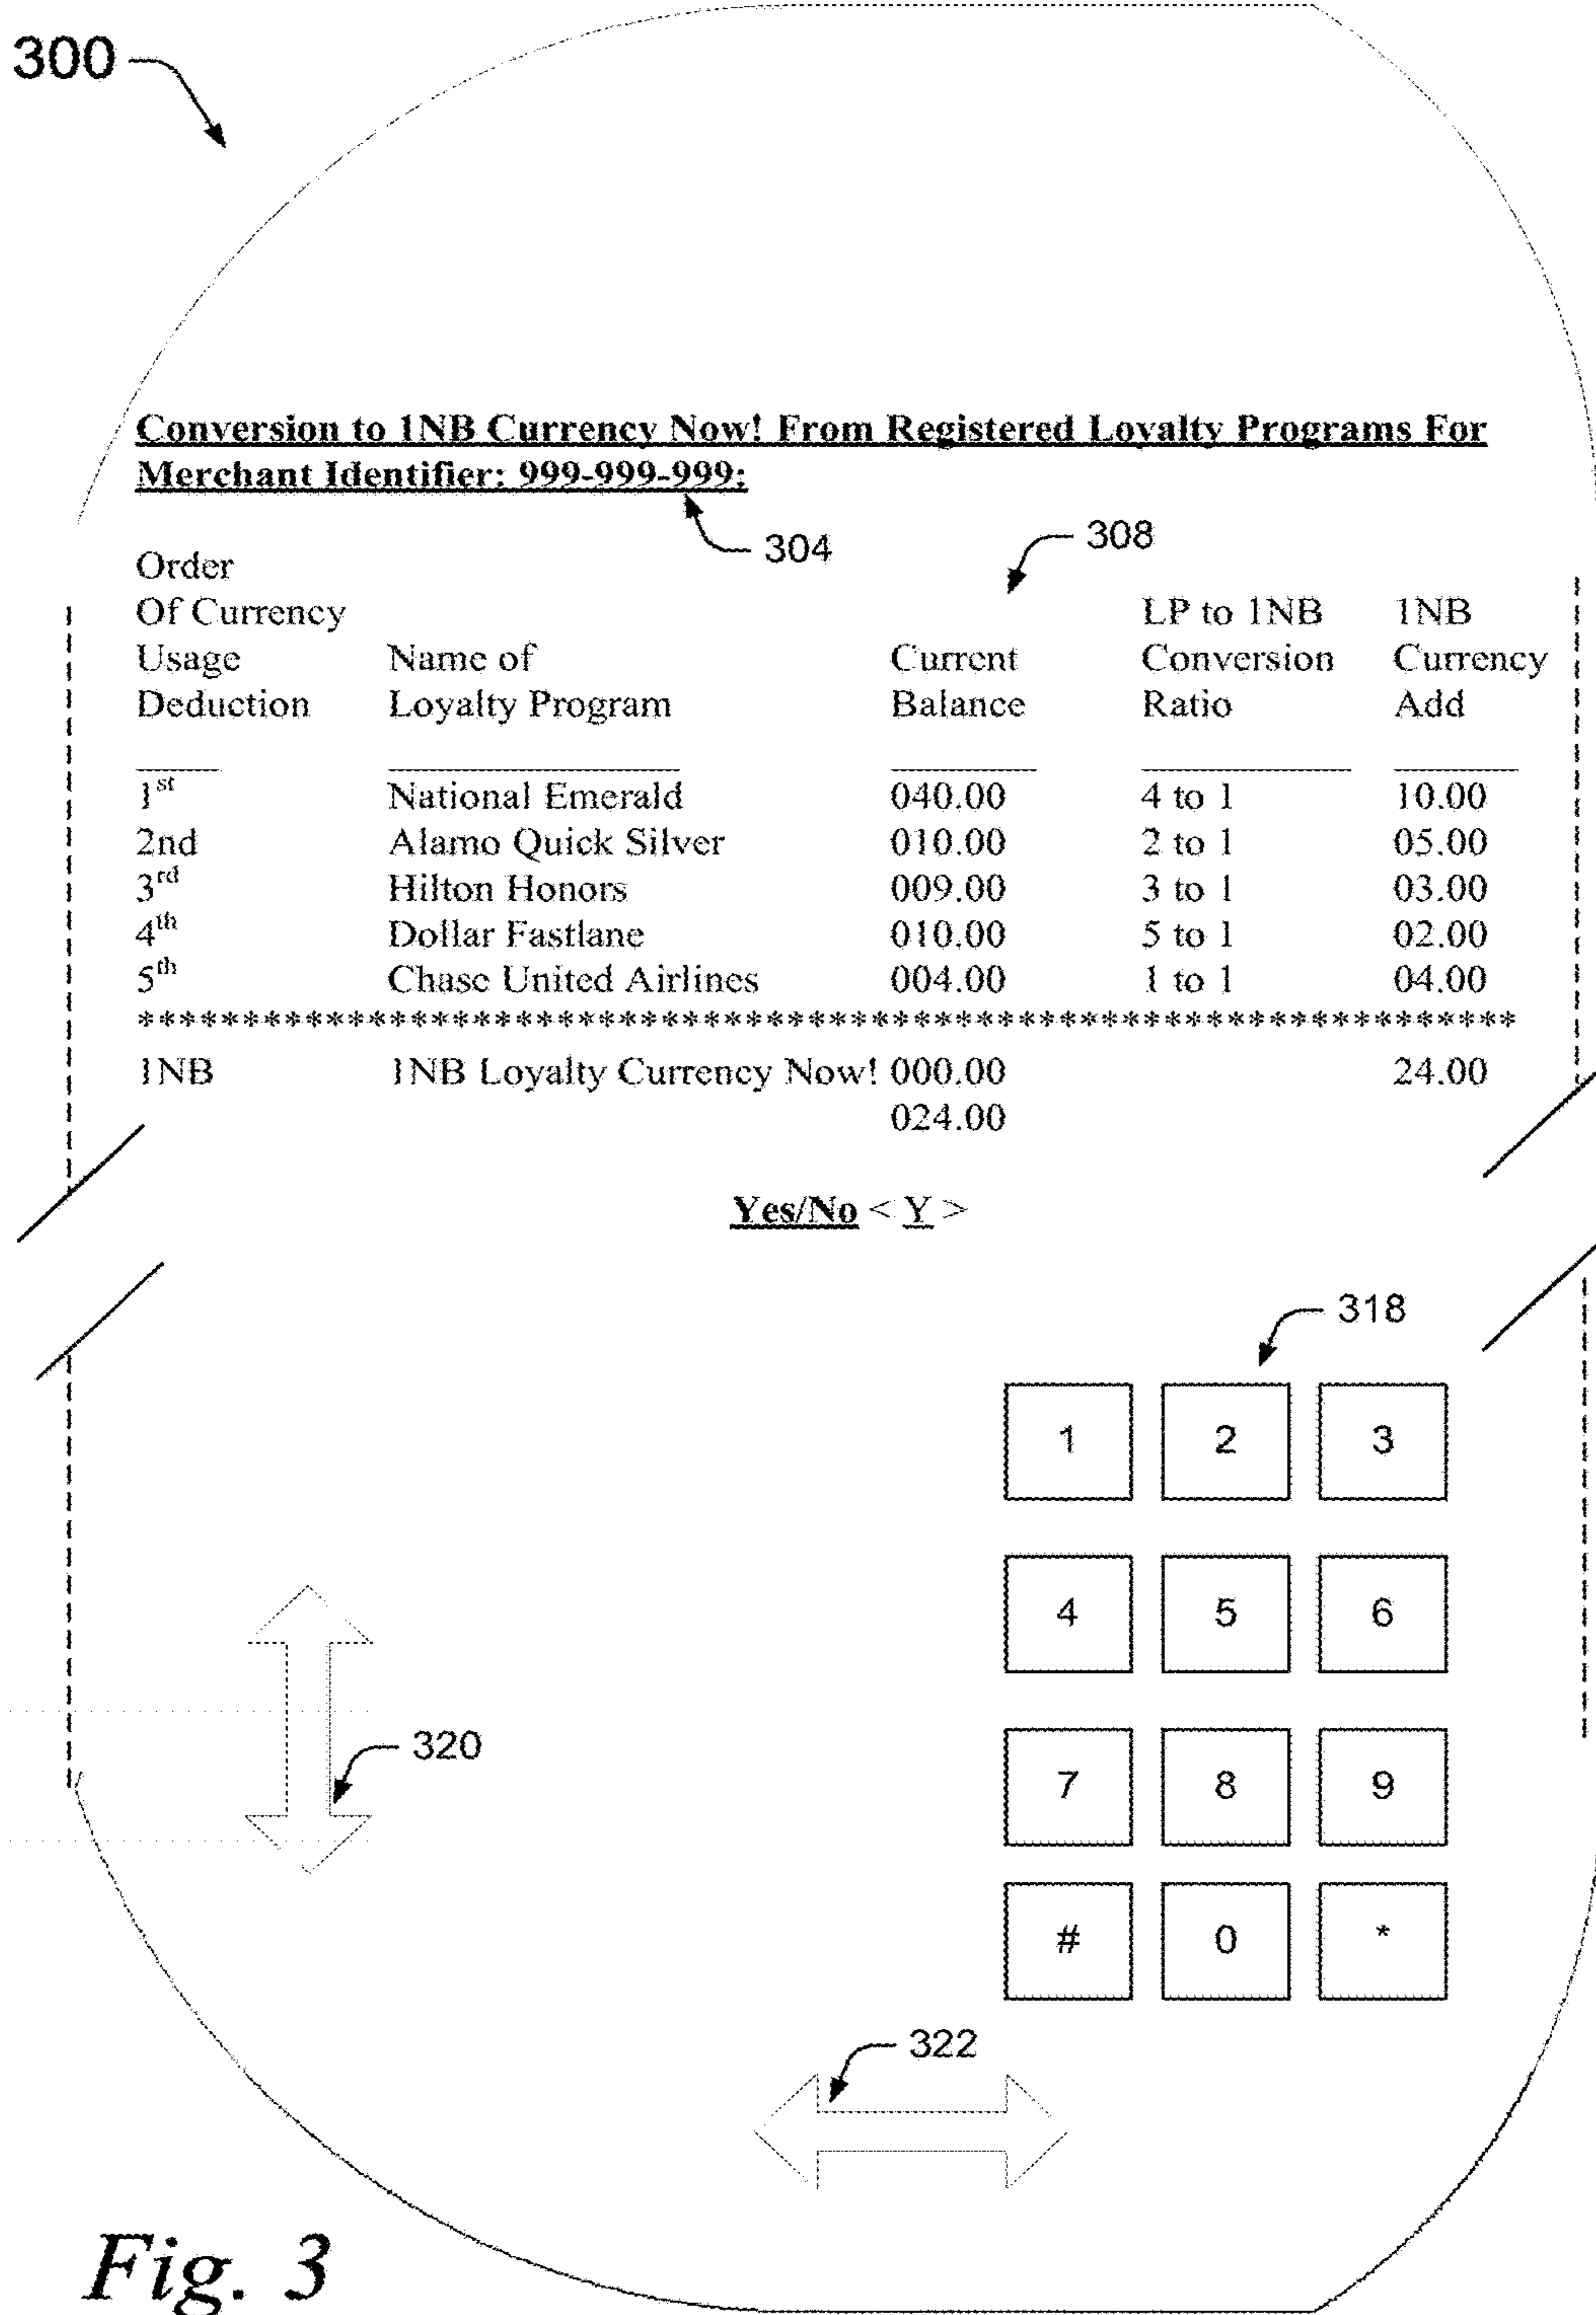 300
Conversion to 1NB Currency Now! From Registered Loyalty Programs For
Merchant Identifier: 999-999-999:
304
308
Order
Of Currency LP to 1NB 1NB
Usage Name of Current Conversion Currency
Deduction Loyalty Program Balance Ratio Add
1st National Emerald 040.00 4 to 1 10.00
2nd Alamo Quick Silver 010.00 2 to 1 05.00
3rd Hilton Honors 009.00 3 to 1 03.00
4th Dollar Fastlane 010.00 5 to 1 02.00
5th Chase United Airlines 004.00 1 to 1 04.00
******************************************************************
1NB 1NB Loyalty Currency Now! 000.00 24.00
024.00
Yes/No < Y >
318
1 2 3
4 5 6
320
7 8 9
# 0 *
322
Fig. 3